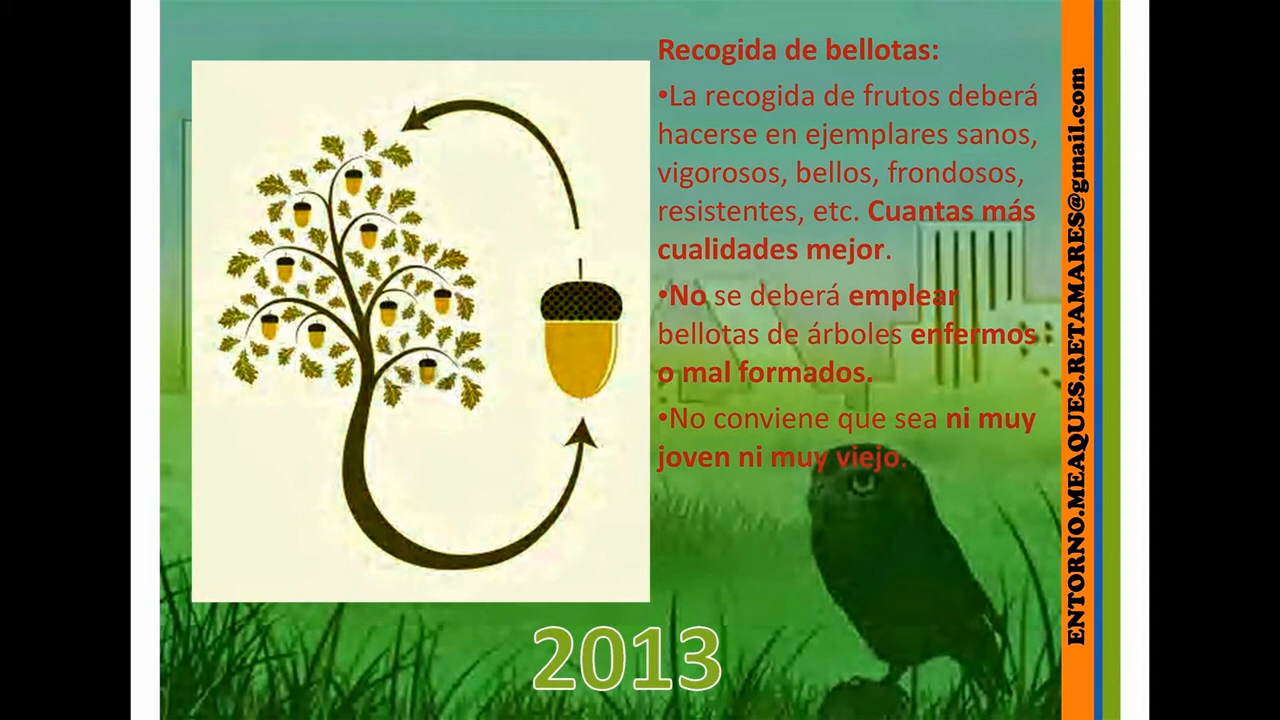 Recogida de bellotas:
•La recogida de frutos deberá
hacerse en ejemplares sanos,
vigorosos, bellos, frondosos,
resistentes, etc. Cuantas más
cualidades mejor.
•No se deberá emplear
bellotas de árboles enfermos
o mal formados.
•No conviene que sea ni muy
joven ni muy viejo.
2013
ENTORNO.MEAQUES.RETAMARES@gmail.com